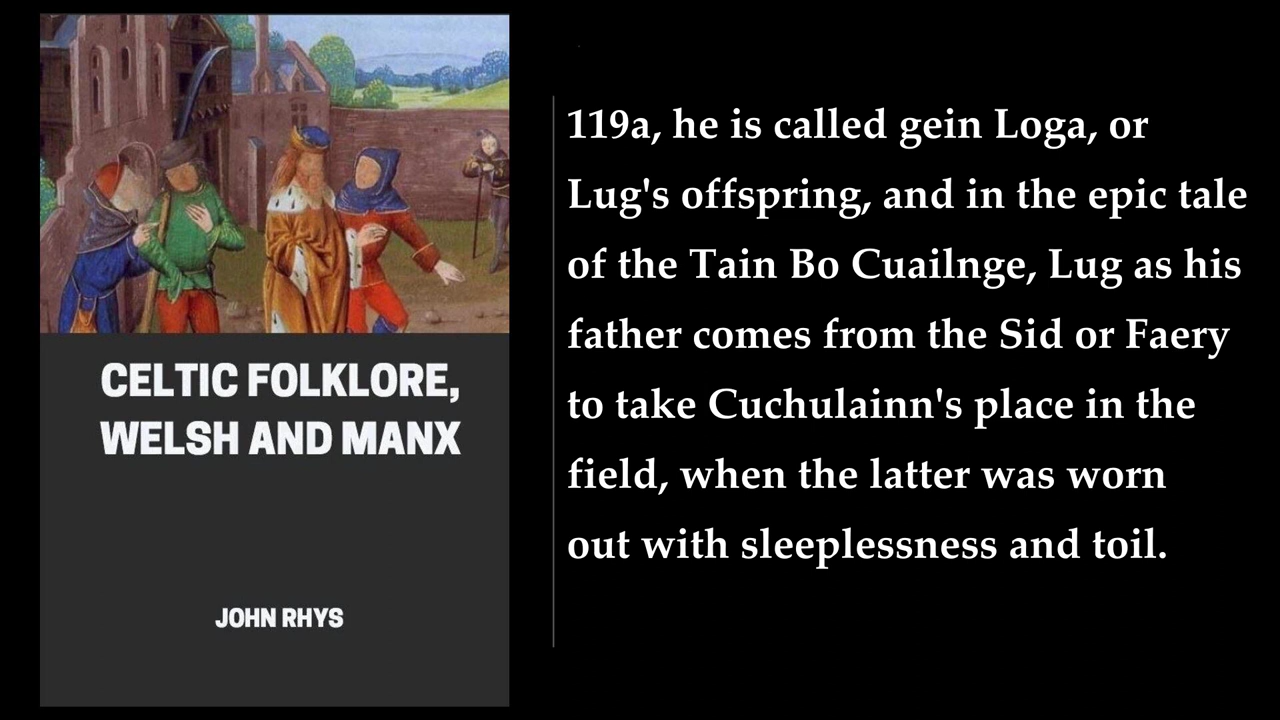 CELTIC FOLKLORE,
WELSH AND MANX
JOHN RHYS
119a, he is called gein Loga, or
Lug's offspring, and in the epic tale
of the Tain Bo Cuailnge, Lug as his
father comes from the Sid or Faery
to take Cuchulainn's place in the
field, when the latter was worn
out with sleeplessness and toil.